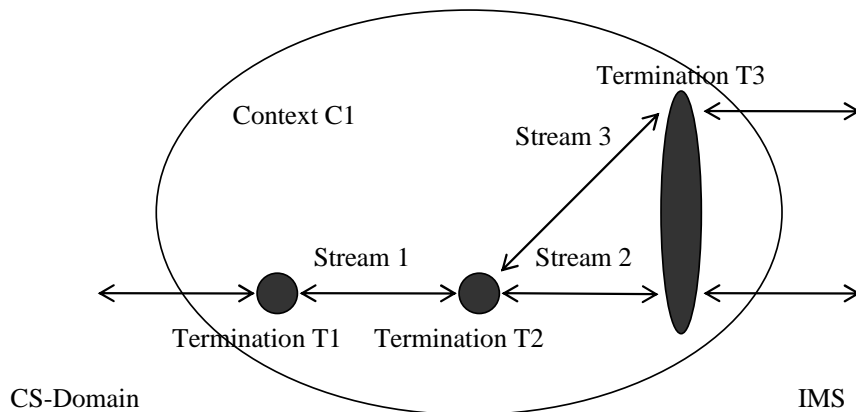 Termination T3
Context C1
Stream 3
Stream 1
Stream 2
Termination T1
Termination T2
CS-Domain
IMS